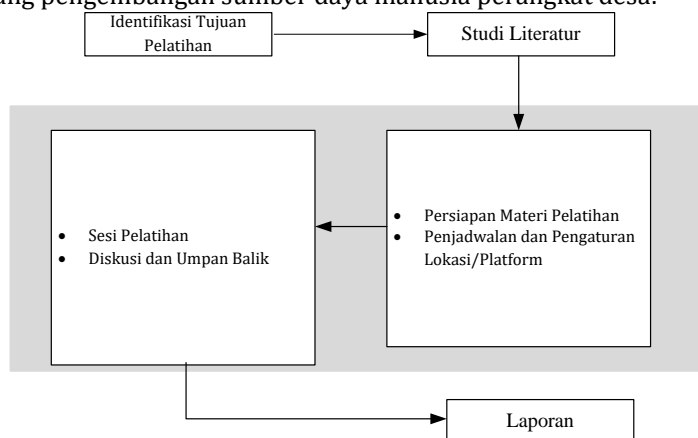 pengembangan sumber daya manusia perangkat desa.
Identifikasi Tujuan
Pelatihan
Studi Literatur
• Persiapan Materi Pelatihan
• Penjadwalan dan Pengaturan
Lokasi/Platform
• Sesi Pelatihan
• Diskusi dan Umpan Balik
Laporan